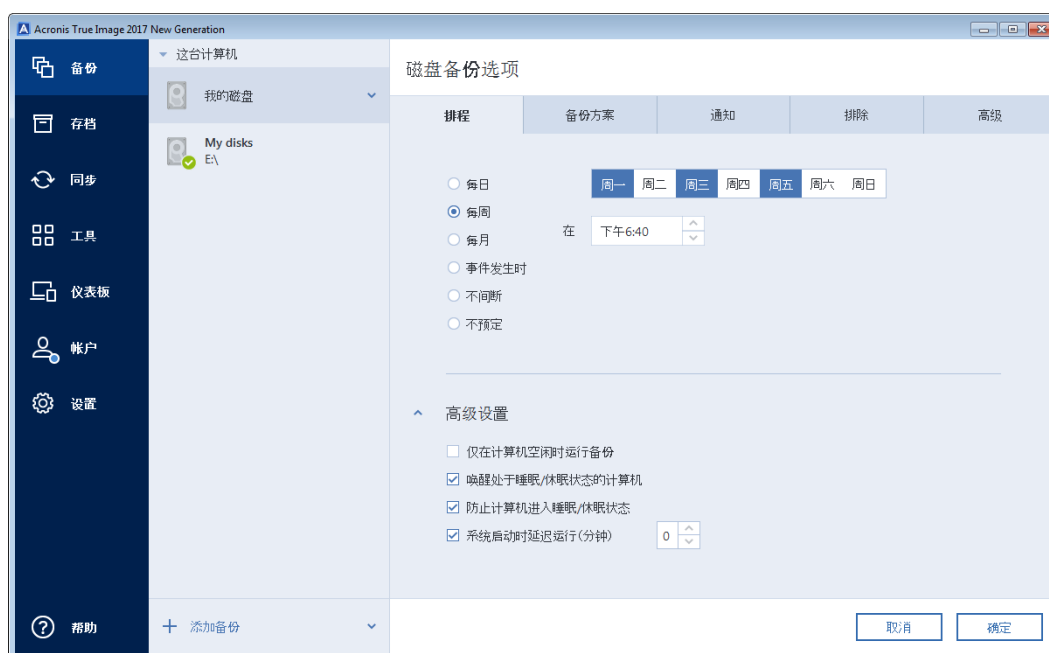 Acronis True Image 2017 New Generation
备份
存档
同步
工具
仪表板
帐户
设置
帮助
这台计算机
我的磁盘
My disks
E:\
添加备份
磁盘备份选项
排程 备份方案 通知 排除 高级
每日
每周
每月
事件发生时
不间断
不预定
周一 周二 周三 周四 周五 周六 周日
在 下午6:40
高级设置
仅在计算机空闲时运行备份
唤醒处于睡眠/休眠状态的计算机
防止计算机进入睡眠/休眠状态
系统启动时延迟运行(分钟) 0
取消 确定